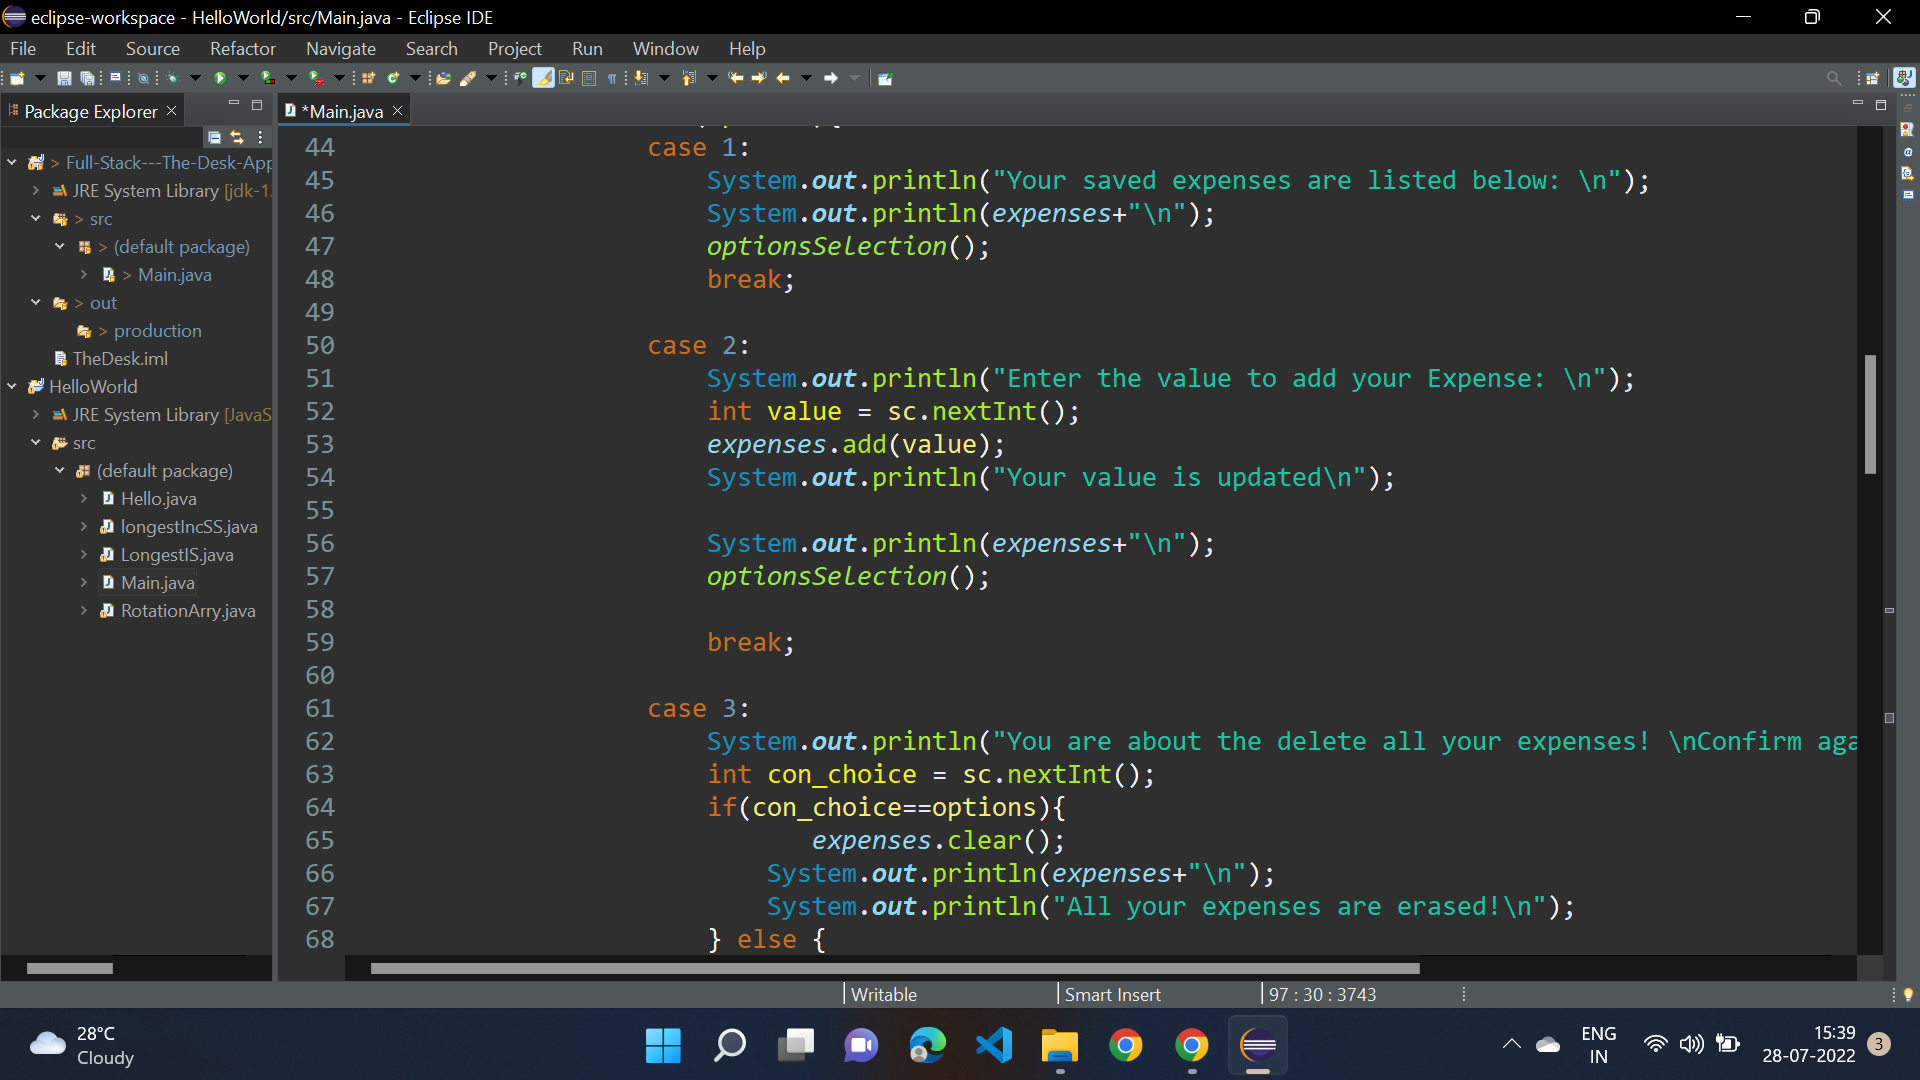 eclipse-workspace - HelloWorld/src/Main.java - Eclipse IDE
File Edit Source Refactor Navigate Search Project Run Window Help
Package Explorer
*Main.java
> Full-Stack---The-Desk-App
JRE System Library [jdk-1
> src
> (default package)
> Main.java
> out
> production
TheDesk.iml
HelloWorld
JRE System Library [JavaS
src
(default package)
Hello.java
longestIncSS.java
LongestIS.java
Main.java
RotationArry.java
44 case 1:
45 System.out.println("Your saved expenses are listed below: \n");
46 System.out.println(expenses+"\n");
47 optionsSelection();
48 break;
49
50 case 2:
51 System.out.println("Enter the value to add your Expense: \n");
52 int value = sc.nextInt();
53 expenses.add(value);
54 System.out.println("Your value is updated\n");
55
56 System.out.println(expenses+"\n");
57 optionsSelection();
58
59 break;
60
61 case 3:
62 System.out.println("You are about the delete all your expenses! \nConfirm aga
63 int con_choice = sc.nextInt();
64 if(con_choice==options){
65 expenses.clear();
66 System.out.println(expenses+"\n");
67 System.out.println("All your expenses are erased!\n");
68 } else {
Writable Smart Insert 97 : 30 : 3743
28°C
Cloudy
ENG
IN
15:39
28-07-2022
3